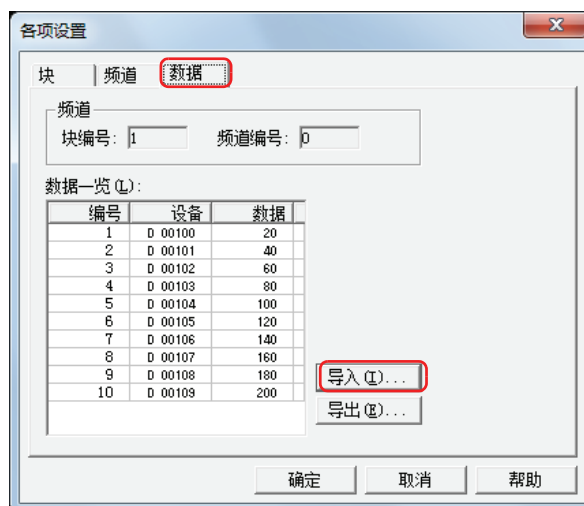 各项设置
块 频道 数据
频道
块编号: 1 频道编号: 0
数据一览(L):
编号 设备 数据
1 D 00100 20
2 D 00101 40
3 D 00102 60
4 D 00103 80
5 D 00104 100
6 D 00105 120
7 D 00106 140
8 D 00107 160
9 D 00108 180
10 D 00109 200
导入(I)...
导出(E)...
确定 取消 帮助